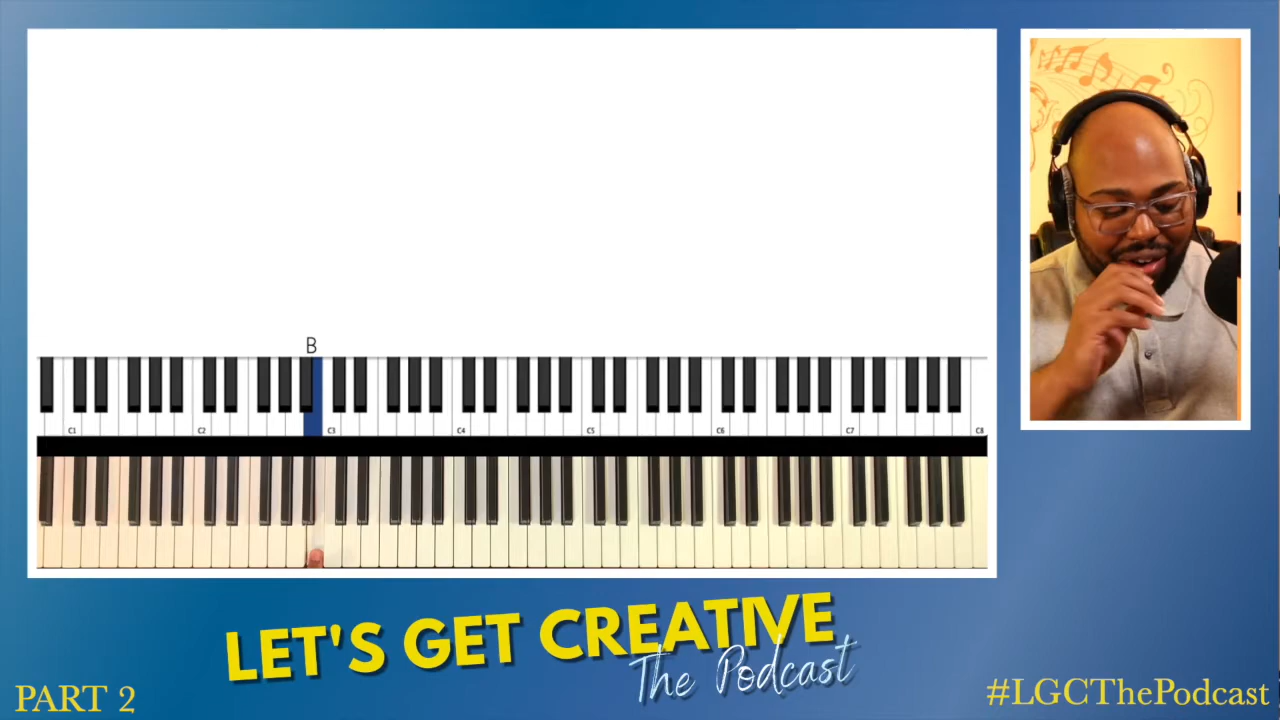 B
C1 C2 C3 C4 C5 C6 C7 C8
LET'S GET CREATIVE
The Podcast
PART 2
#LGCThePodcast